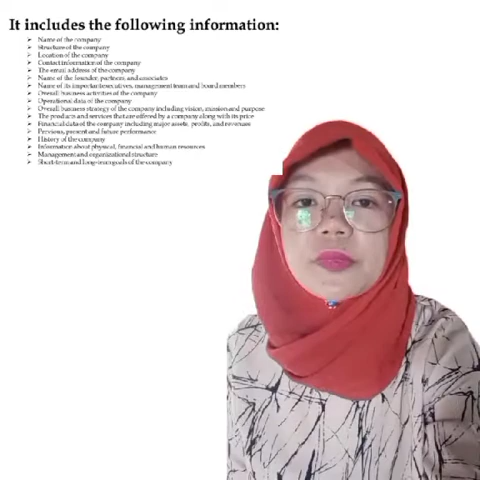 It includes the following information:
Name of the company
Structure of the company
Location of the company
Contact information of the company
The email address of the company
Name of the founder, partners, and associates
Name of its important executives, management team and board members
Overall business activities of the company
Operational data of the company
Overall business strategy of the company including vision, mission and purpose
The products and services that are offered by a company along with its price
Financial data of the company including major assets, profits, and revenues
Previous, present and future performance
History of the company
Information about physical, financial and human resources
Management and organizational structure
Short-term and long-term goals of the company